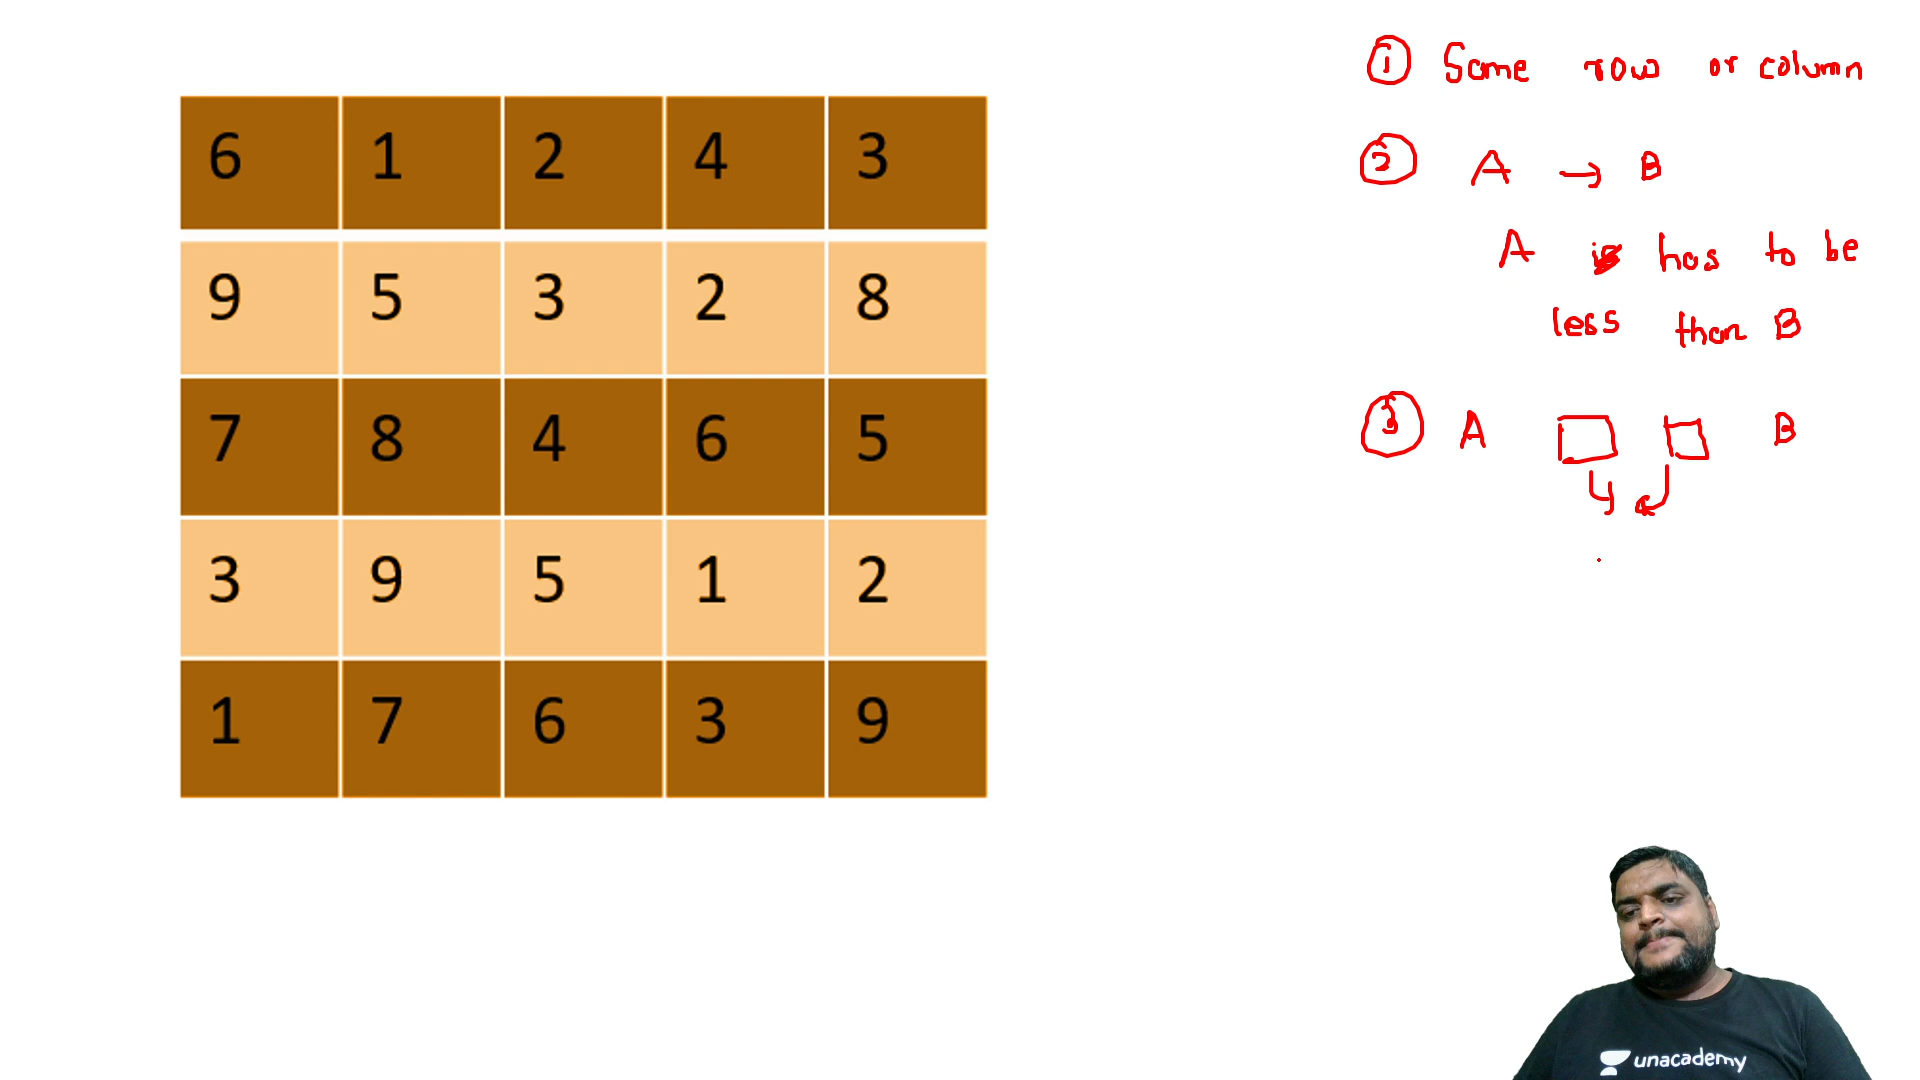 6 1 2 4 3
9 5 3 2 8
7 8 4 6 5
3 9 5 1 2
1 7 6 3 9
① Same row or column
② A → B
A has to be
less than B
③ A B
unacademy